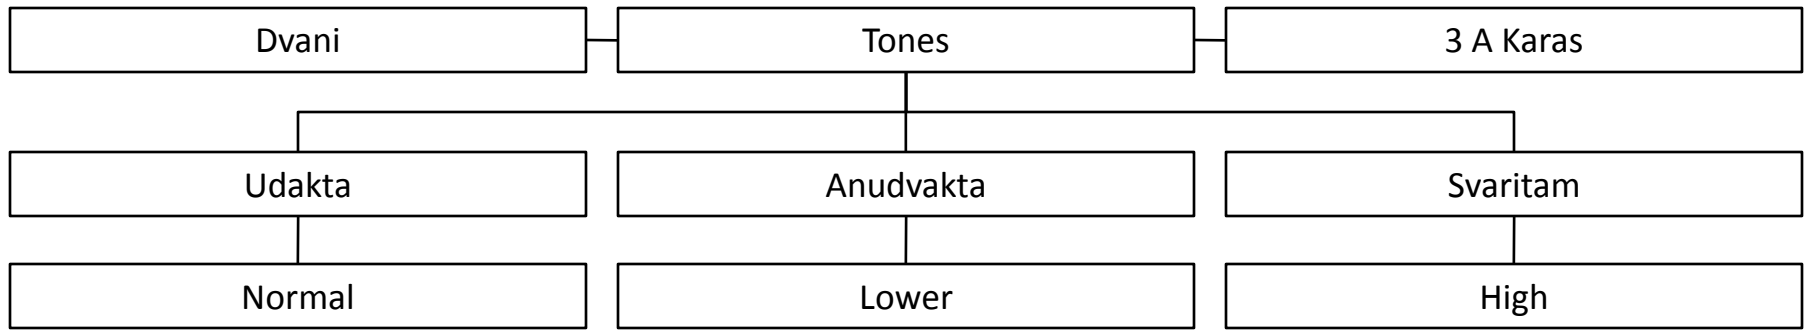 Dvani
Tones
3 A Karas
Udakta
Anudvakta
Svaritam
Normal
Lower
High